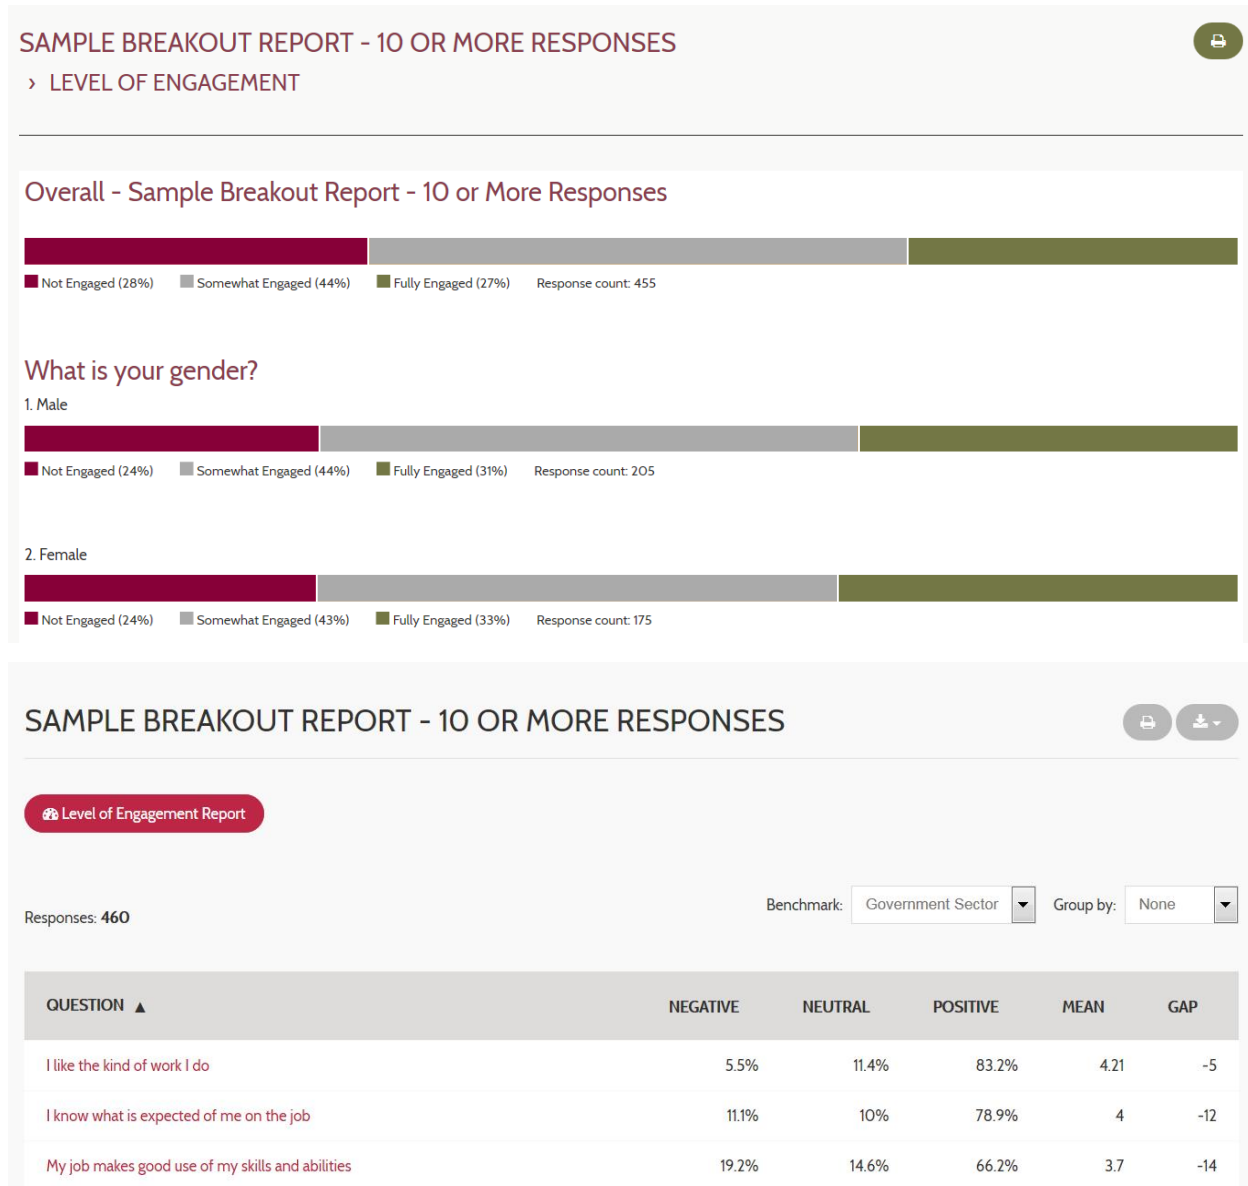 SAMPLE BREAKOUT REPORT - 10 OR MORE RESPONSES
› LEVEL OF ENGAGEMENT
Overall - Sample Breakout Report - 10 or More Responses
Not Engaged (28%) Somewhat Engaged (44%) Fully Engaged (27%) Response count: 455
What is your gender?
1. Male
Not Engaged (24%) Somewhat Engaged (44%) Fully Engaged (31%) Response count: 205
2. Female
Not Engaged (24%) Somewhat Engaged (43%) Fully Engaged (33%) Response count: 175
SAMPLE BREAKOUT REPORT - 10 OR MORE RESPONSES
Level of Engagement Report
Responses: 460 Benchmark: Government Sector Group by: None
QUESTION ▲ NEGATIVE NEUTRAL POSITIVE MEAN GAP
I like the kind of work I do 5.5% 11.4% 83.2% 4.21 -5
I know what is expected of me on the job 11.1% 10% 78.9% 4 -12
My job makes good use of my skills and abilities 19.2% 14.6% 66.2% 3.7 -14